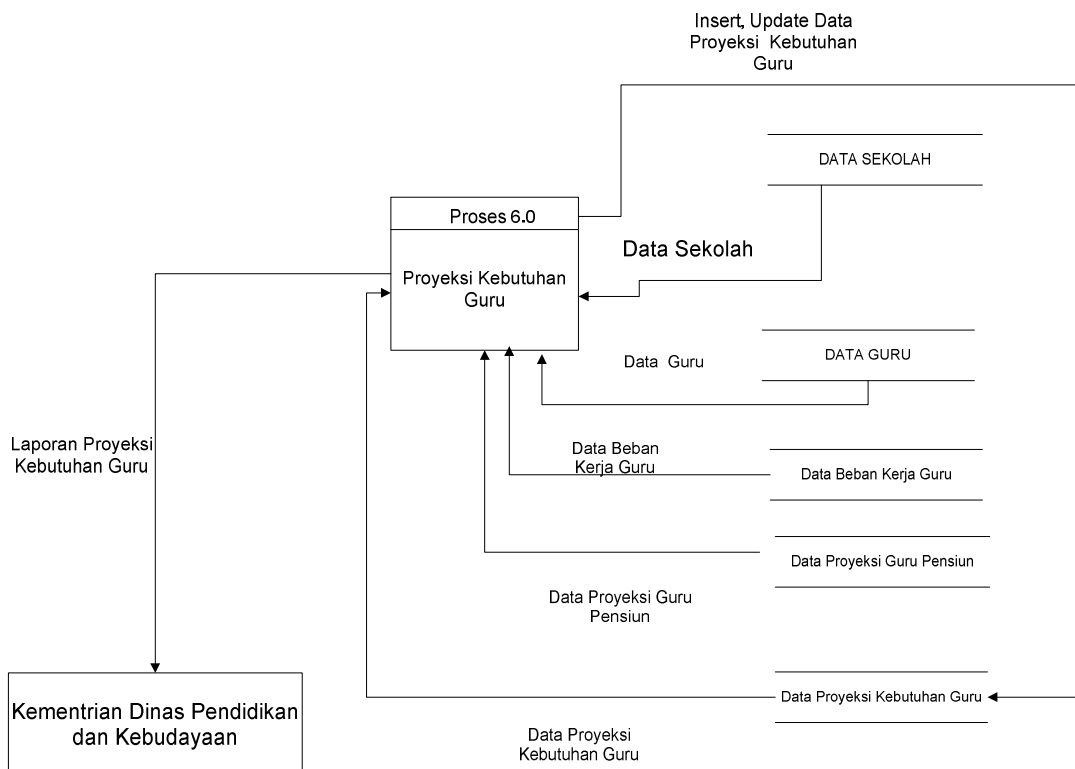 Insert, Update Data
Proyeksi Kebutuhan
Guru
DATA SEKOLAH
Proses 6.0
Data Sekolah
Proyeksi Kebutuhan
Guru
Data Guru
DATA GURU
Laporan Proyeksi
Kebutuhan Guru
Data Beban
Kerja Guru
Data Beban Kerja Guru
Data Proyeksi Guru Pensiun
Data Proyeksi Guru
Pensiun
Kementrian Dinas Pendidikan
dan Kebudayaan
Data Proyeksi Kebutuhan Guru
Data Proyeksi
Kebutuhan Guru